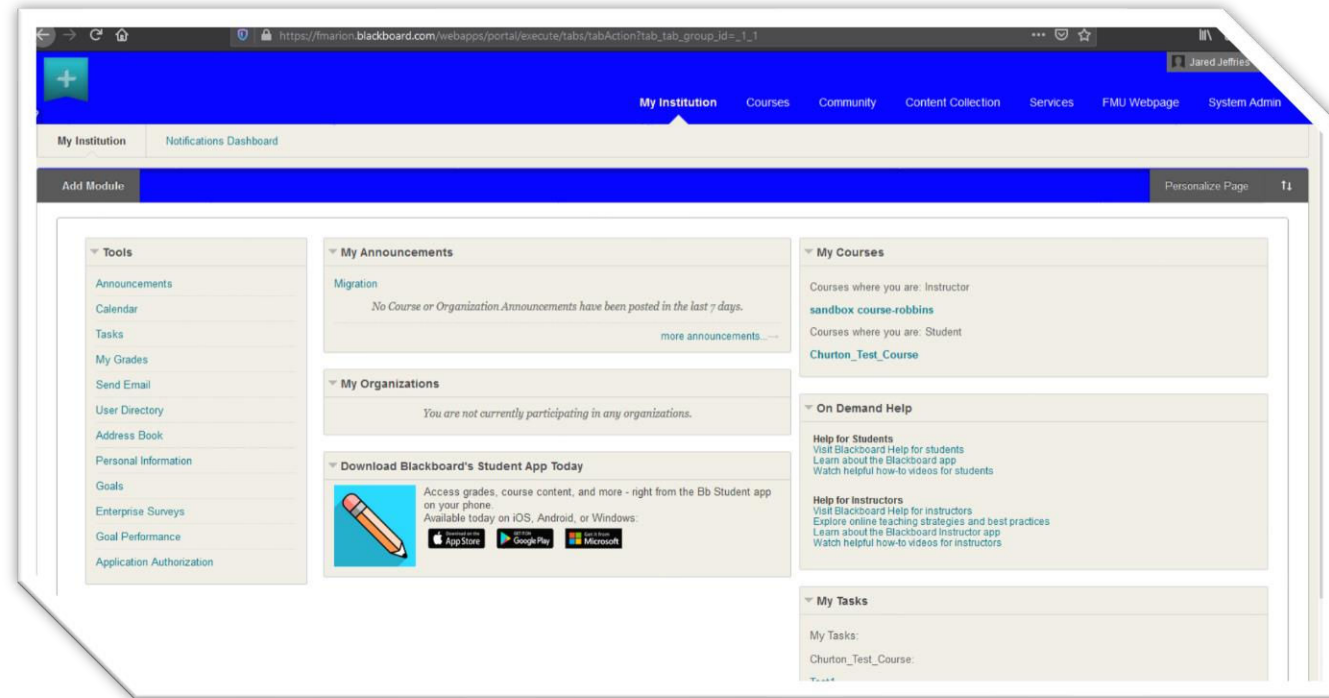 https://fmarion.blackboard.com/webapps/portal/execute/tabs/tabAction?tab_tab_group_id=_1_1
Jared Jeffries
My Institution Courses Community Content Collection Services FMU Webpage System Admin
My Institution Notifications Dashboard
Add Module Personalize Page
Tools
Announcements
Calendar
Tasks
My Grades
Send Email
User Directory
Address Book
Personal Information
Goals
Enterprise Surveys
Goal Performance
Application Authorization
My Announcements
Migration
No Course or Organization Announcements have been posted in the last 7 days.
more announcements...
My Organizations
You are not currently participating in any organizations.
Download Blackboard's Student App Today
Access grades, course content, and more - right from the Bb Student app
on your phone.
Available today on iOS, Android, or Windows:
Download on the
App Store
GET IT ON
Google Play
Get it from
Microsoft
My Courses
Courses where you are: Instructor
sandbox course-robbins
Courses where you are: Student
Churton_Test_Course
On Demand Help
Help for Students
Visit Blackboard Help for students
Learn about the Blackboard app
Watch helpful how-to videos for students
Help for Instructors
Visit Blackboard Help for instructors
Explore online teaching strategies and best practices
Learn about the Blackboard Instructor app
Watch helpful how-to videos for instructors
My Tasks
My Tasks:
Churton_Test_Course: